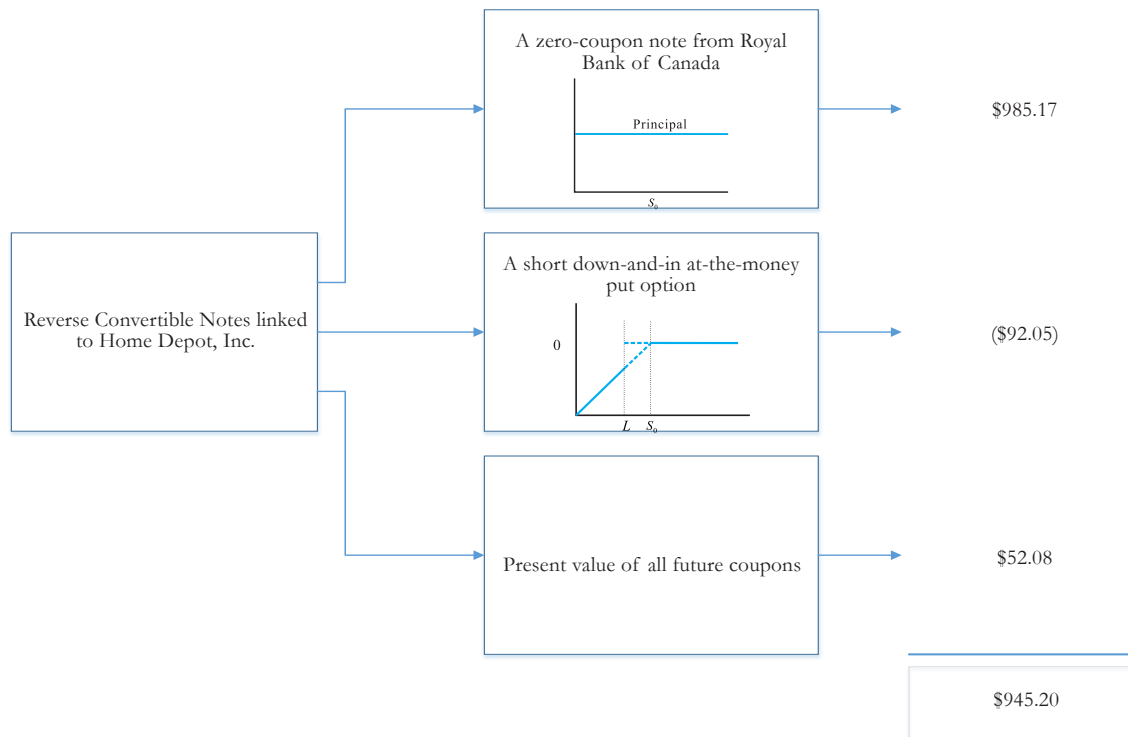 A zero-coupon note from Royal
Bank of Canada
Principal
S₀
$985.17
Reverse Convertible Notes linked
to Home Depot, Inc.
A short down-and-in at-the-money
put option
0
L S₀
($92.05)
Present value of all future coupons
$52.08
$945.20